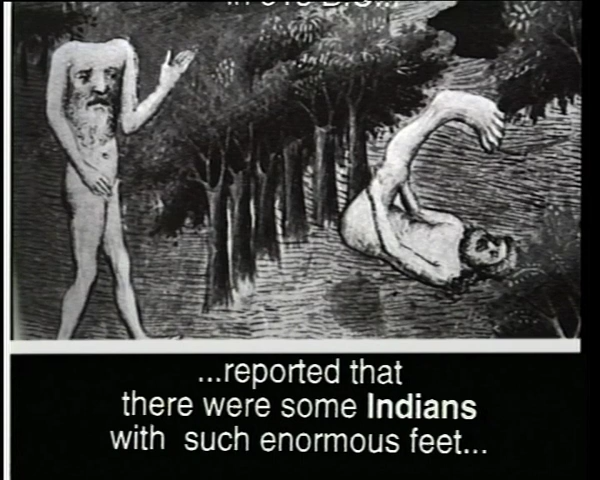 ...reported that
there were some Indians
with such enormous feet...